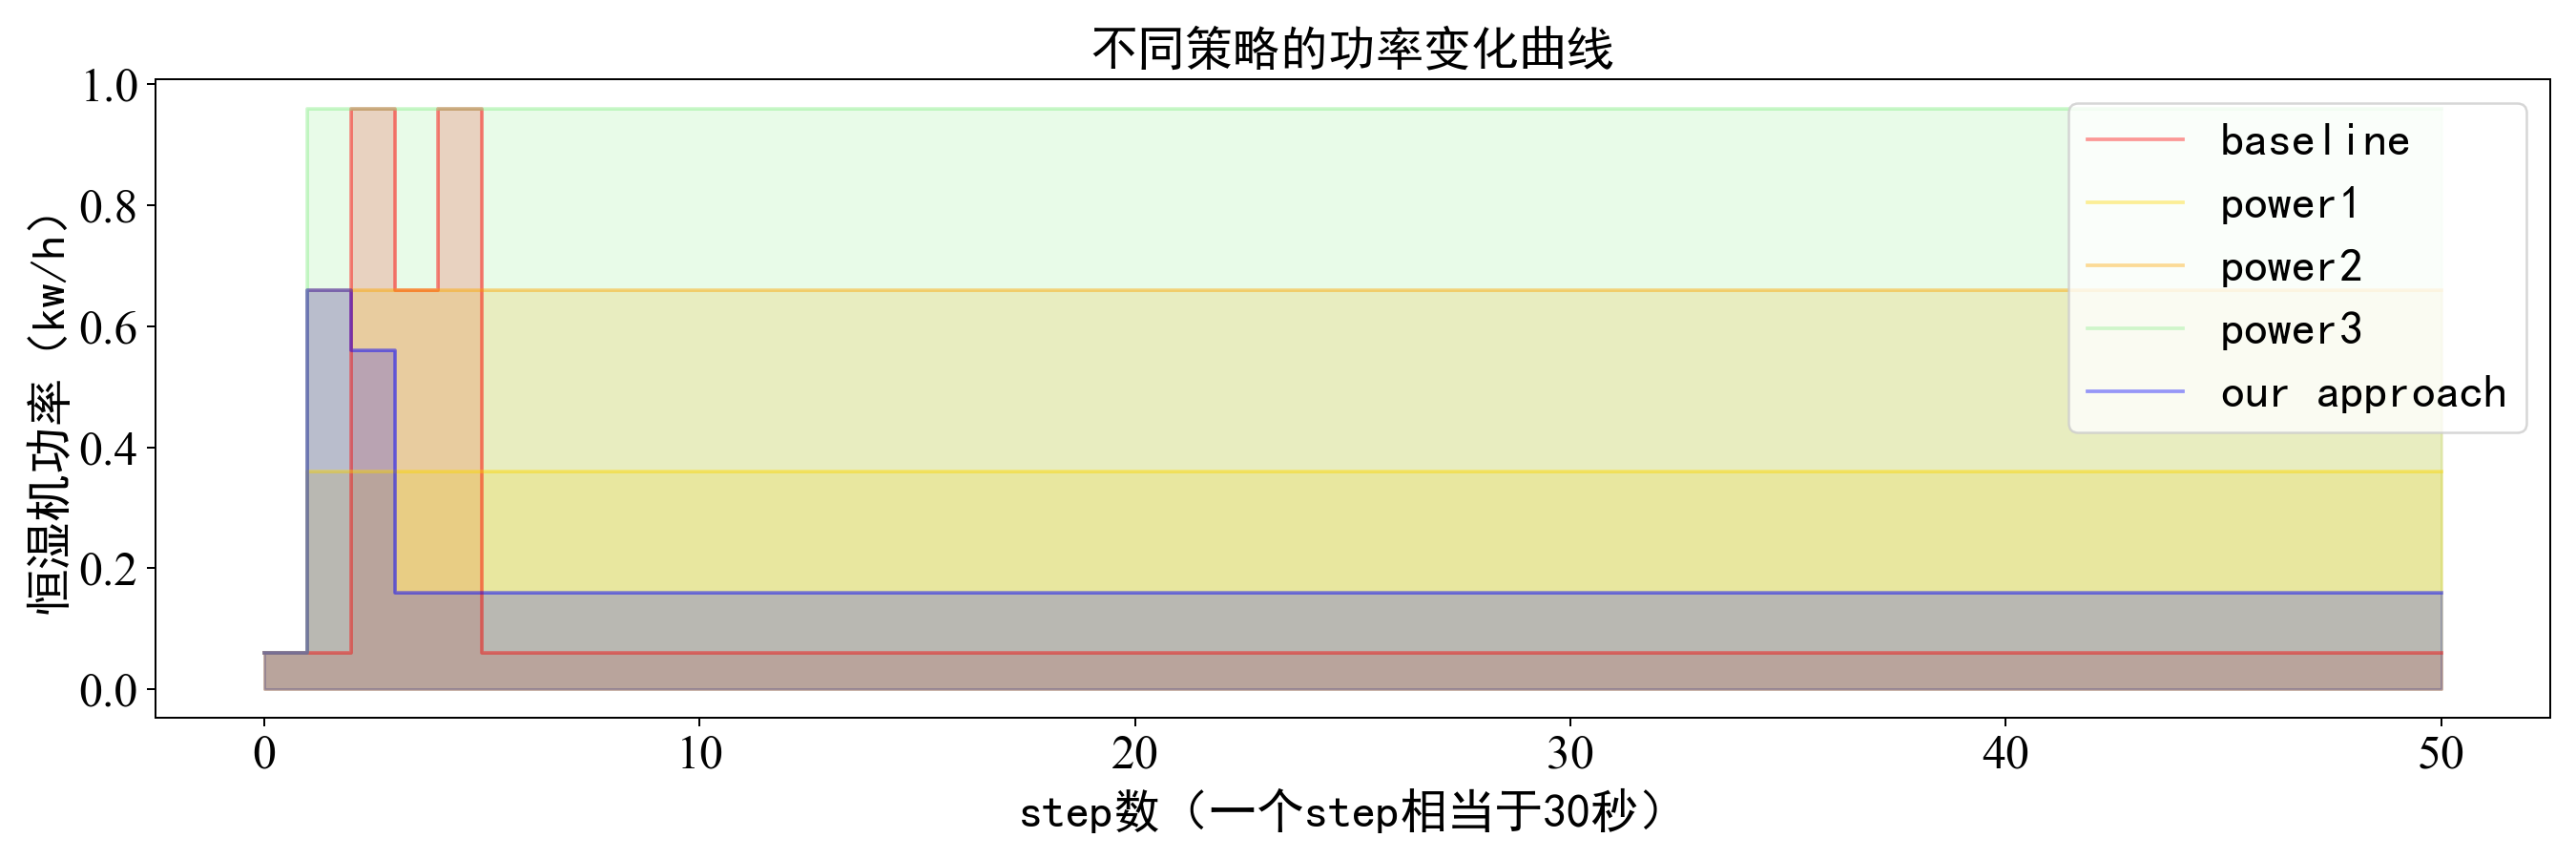 不同策略的功率变化曲线
恒湿机功率（kw/h）
1.0
0.8
0.6
0.4
0.2
0.0
baseline
power1
power2
power3
our approach
0 10 20 30 40 50
step数（一个step相当于30秒）